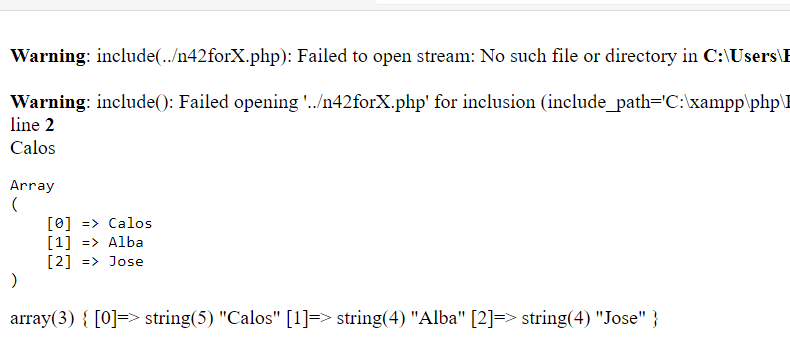 Warning: include(../n42forX.php): Failed to open stream: No such file or directory in C:\Users\
Warning: include(): Failed opening '../n42forX.php' for inclusion (include_path='C:\xampp\php\
line 2
Calos
Array
(
[0] => Calos
[1] => Alba
[2] => Jose
)
array(3) { [0]=> string(5) "Calos" [1]=> string(4) "Alba" [2]=> string(4) "Jose" }